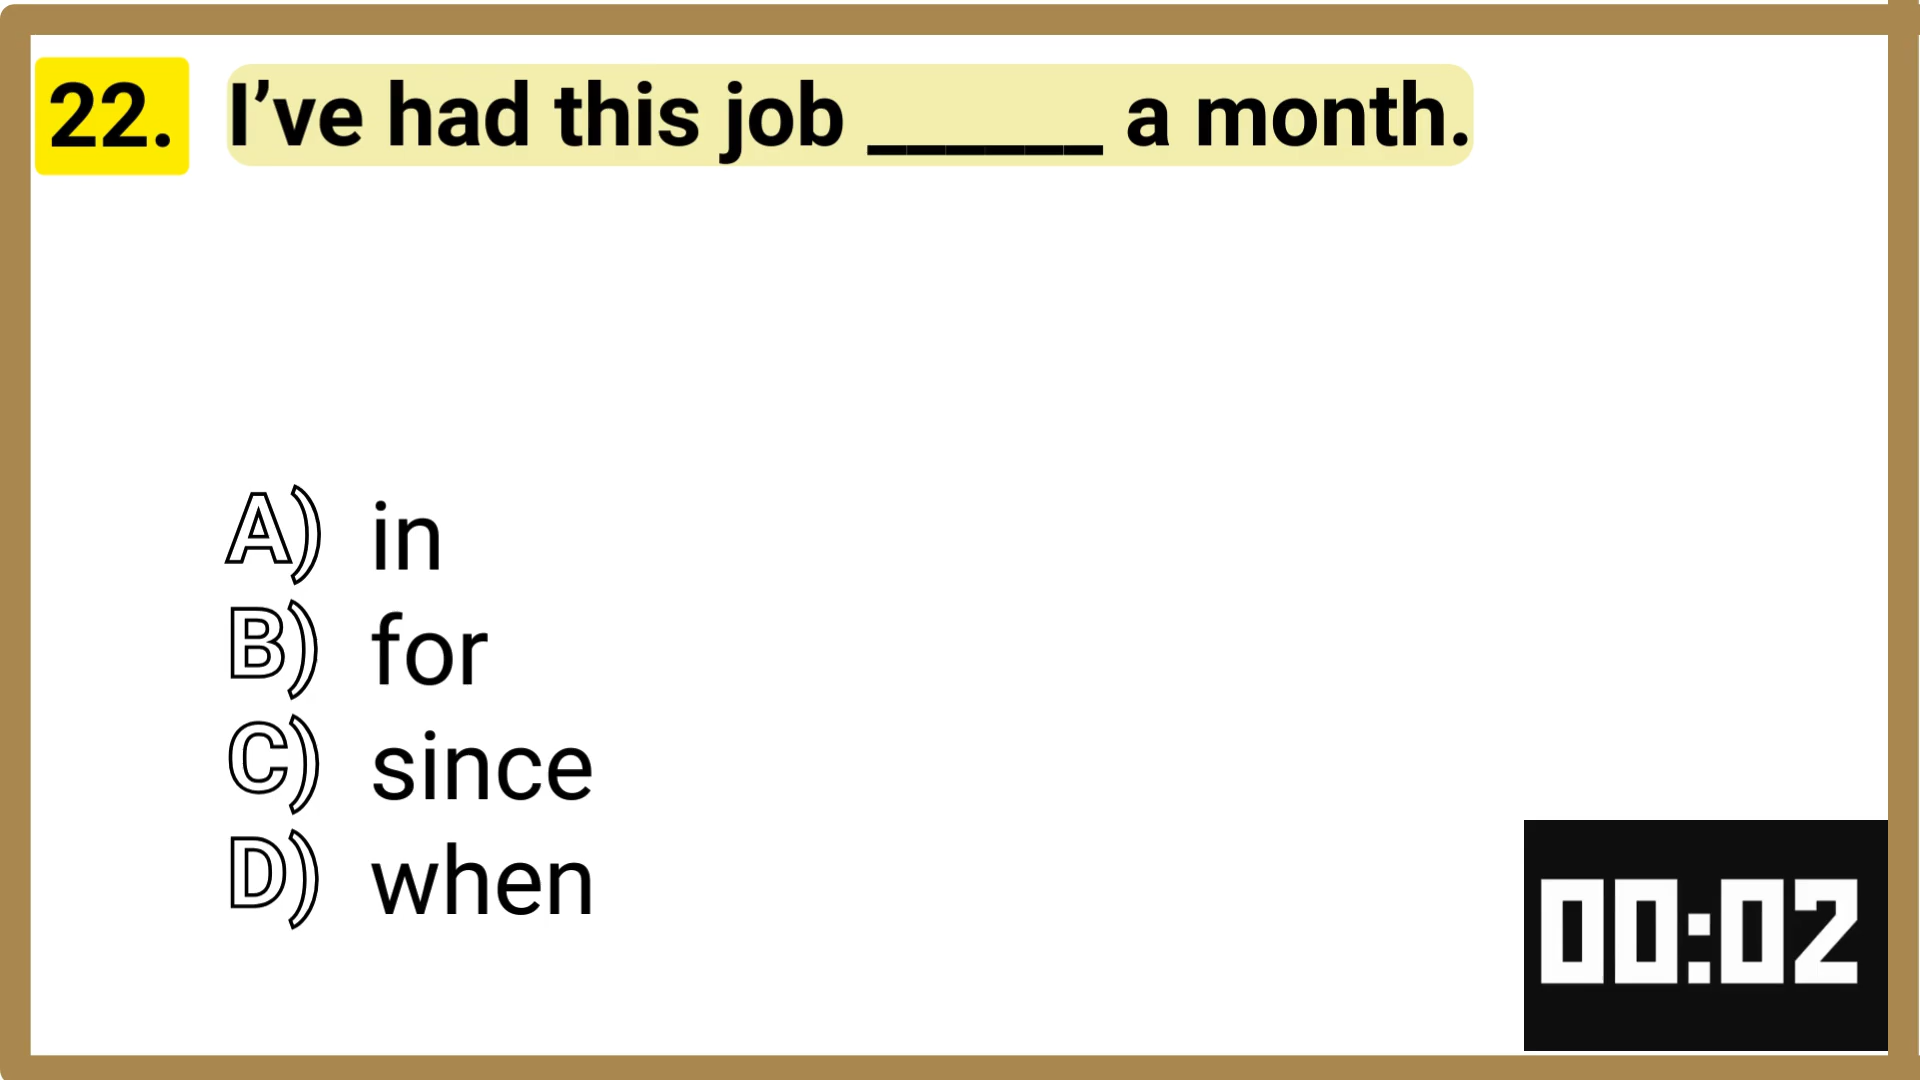 22. I’ve had this job ______ a month.
A) in
B) for
C) since
D) when
00:02